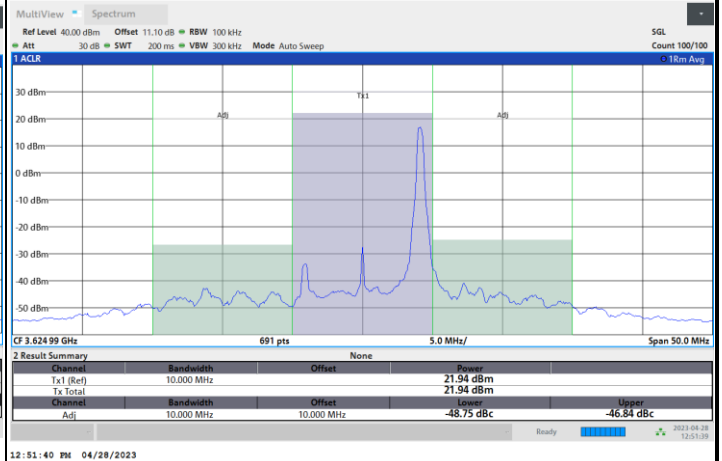 MultiView Spectrum
Ref Level 40.00 dBm Offset 11.10 dB RBW 100 kHz SGL
Att 30 dB SWT 200 ms VBW 300 kHz Mode Auto Sweep Count 100/100
1 ACLR 1Rm Avg
30 dBm
Tx1
20 dBm
Adj Adj
10 dBm
0 dBm
-10 dBm
-20 dBm
-30 dBm
-40 dBm
-50 dBm
CF 3.62499 GHz 691 pts 5.0 MHz/ Span 50.0 MHz
2 Result Summary None
Channel Bandwidth Offset Power
Tx1 (Ref) 10.000 MHz 21.94 dBm
Tx Total 21.94 dBm
Channel Bandwidth Offset Lower Upper
Adj 10.000 MHz 10.000 MHz -48.75 dBc -46.84 dBc
Ready 2023-04-28
12:51:39
12:51:40 PM 04/28/2023